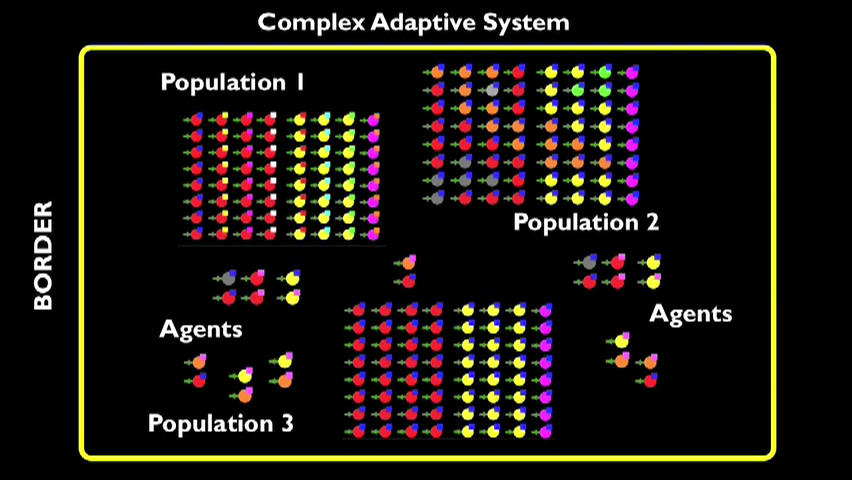 Complex Adaptive System
Population 1
Population 2
BORDER
Agents
Agents
Population 3